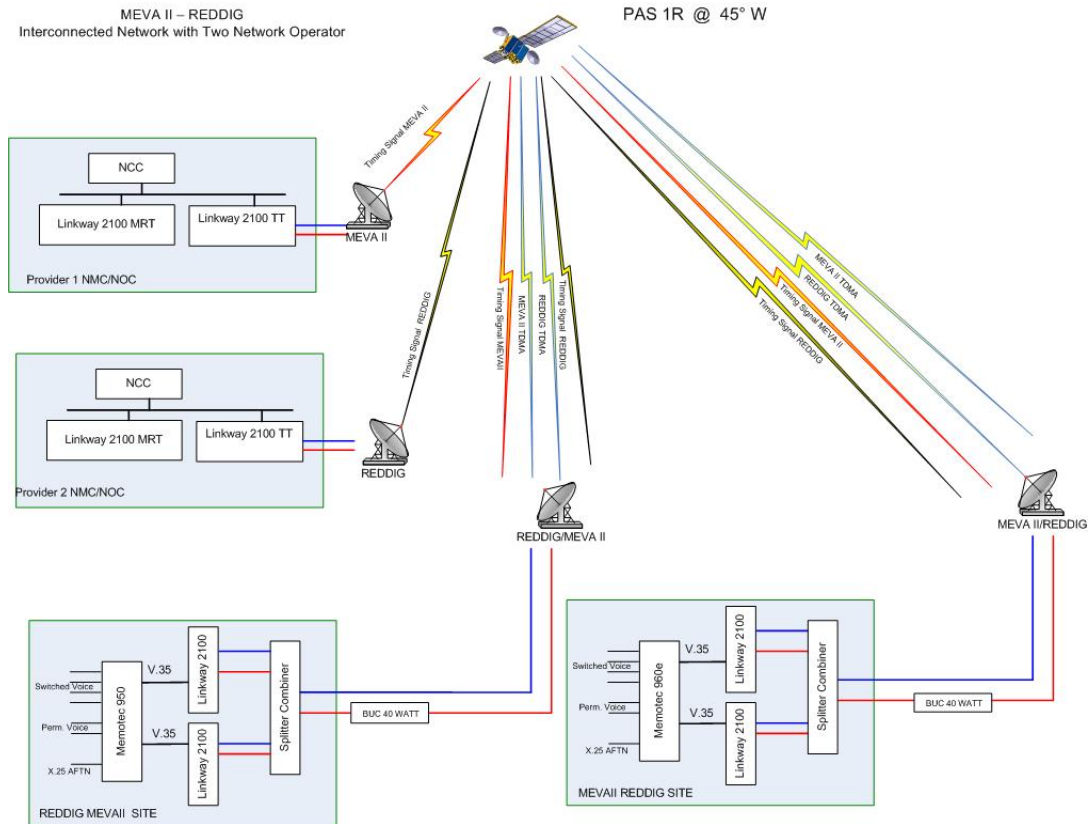 MEVA II – REDDIG
Interconnected Network with Two Network Operator
PAS 1R @ 45° W
Timing Signal MEVA II
NCC
Linkway 2100 MRT
Linkway 2100 TT
MEVA II
Provider 1 NMC/NOC
Timing Signal REDDIG
Timing Signal MEVAII
MEVA II TDMA
REDDIG TDMA
Timing Signal REDDIG
MEVA II TDMA
REDDIG TDMA
Timing Signal MEVA II
Timing Signal REDDIG
NCC
Linkway 2100 MRT
Linkway 2100 TT
REDDIG
Provider 2 NMC/NOC
REDDIG/MEVA II
MEVA II/REDDIG
Switched Voice
Perm. Voice
X.25 AFTN
Memotec 950
V.35
V.35
Linkway 2100
Linkway 2100
Splitter Combiner
BUC 40 WATT
REDDIG MEVAII SITE
Switched Voice
Perm. Voice
X.25 AFTN
Memotec 960e
V.35
V.35
Linkway 2100
Linkway 2100
Splitter Combiner
BUC 40 WATT
MEVAII REDDIG SITE